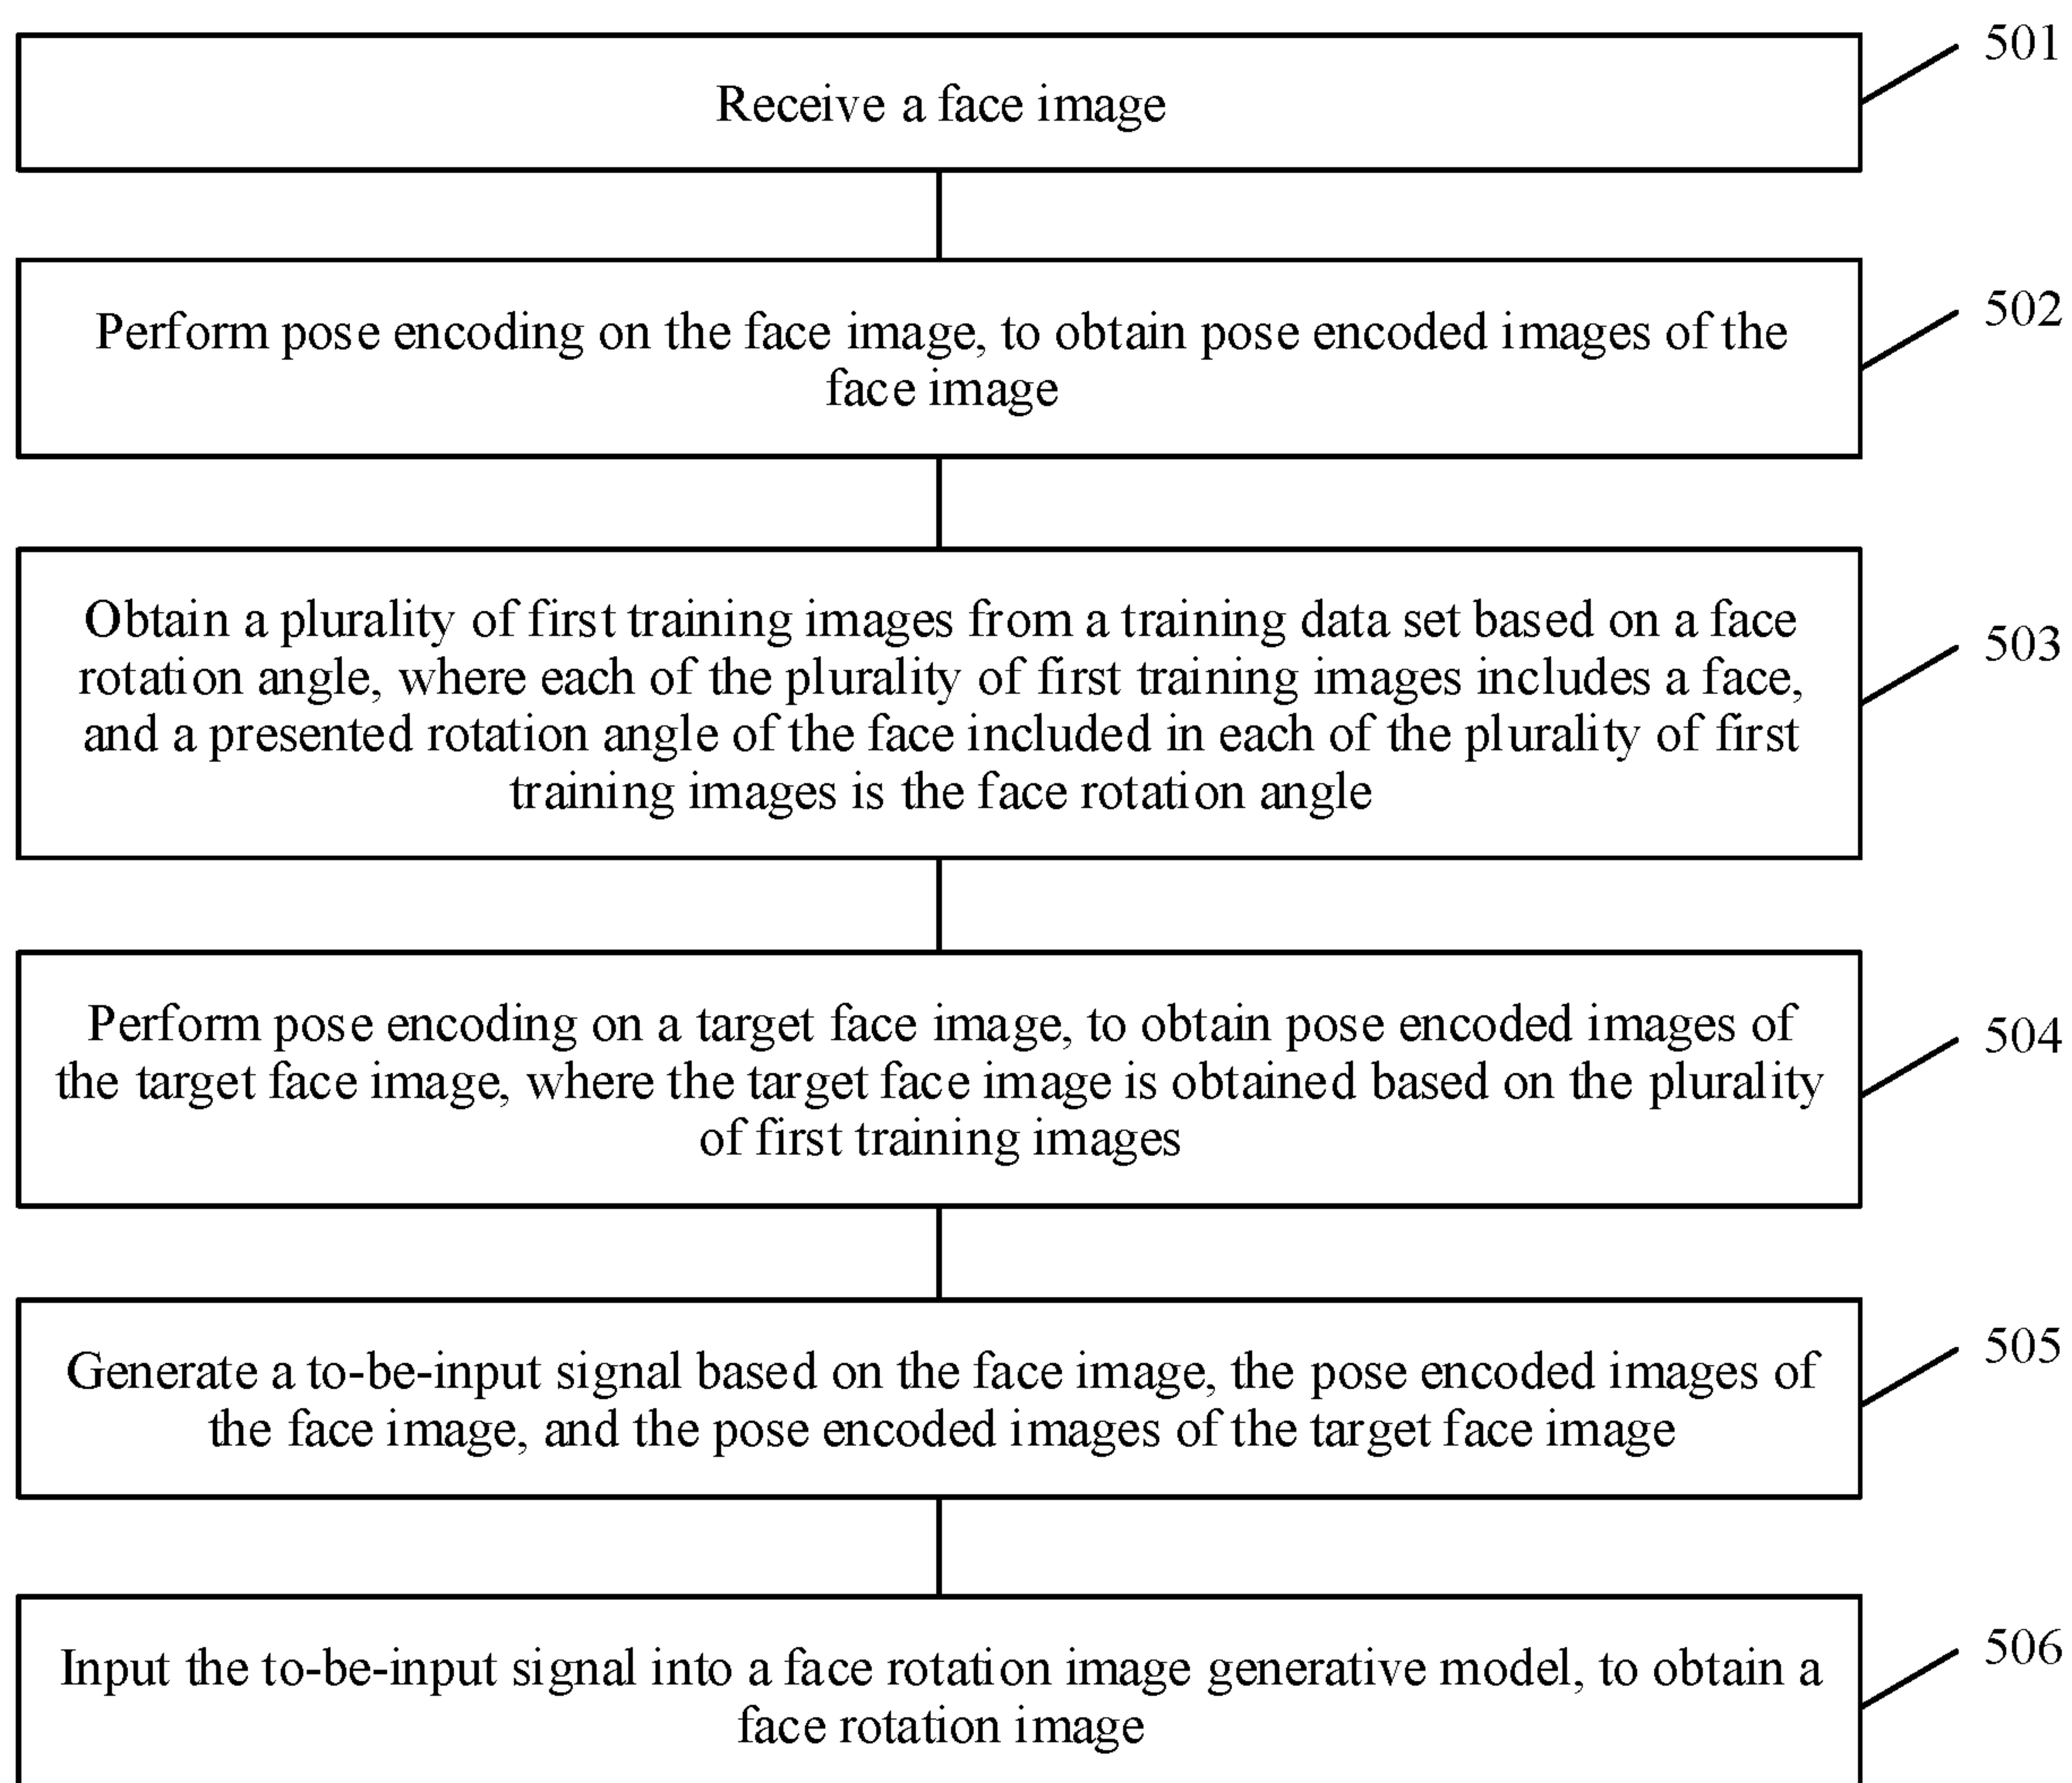 501
Receive a face image
502
Perform pose encoding on the face image, to obtain pose encoded images of the
face image
503
Obtain a plurality of first training images from a training data set based on a face
rotation angle, where each of the plurality of first training images includes a face,
and a presented rotation angle of the face included in each of the plurality of first
training images is the face rotation angle
504
Perform pose encoding on a target face image, to obtain pose encoded images of
the target face image, where the target face image is obtained based on the plurality
of first training images
505
Generate a to-be-input signal based on the face image, the pose encoded images of
the face image, and the pose encoded images of the target face image
506
Input the to-be-input signal into a face rotation image generative model, to obtain a
face rotation image